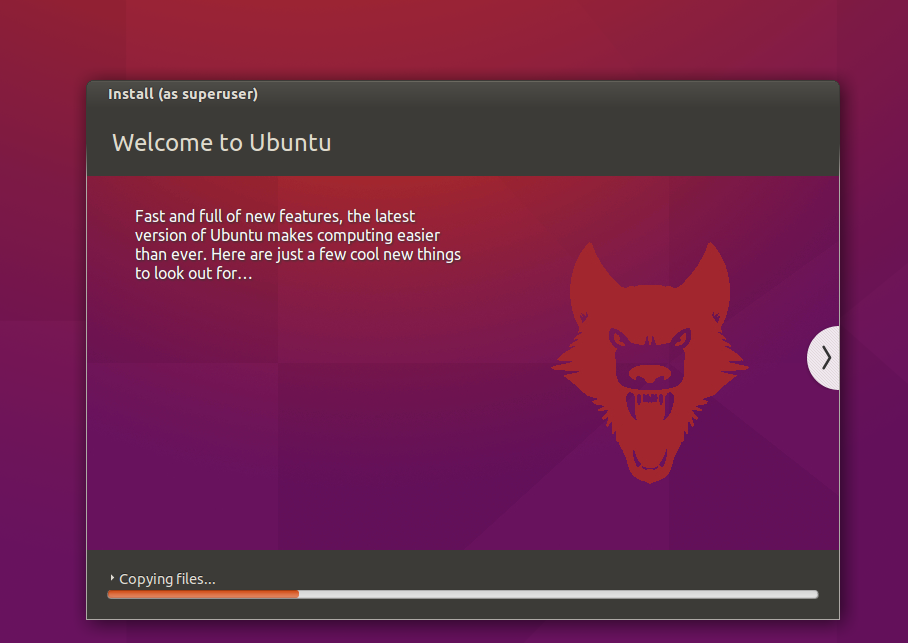 Install (as superuser)
Welcome to Ubuntu
Fast and full of new features, the latest
version of Ubuntu makes computing easier
than ever. Here are just a few cool new things
to look out for…
Copying files...